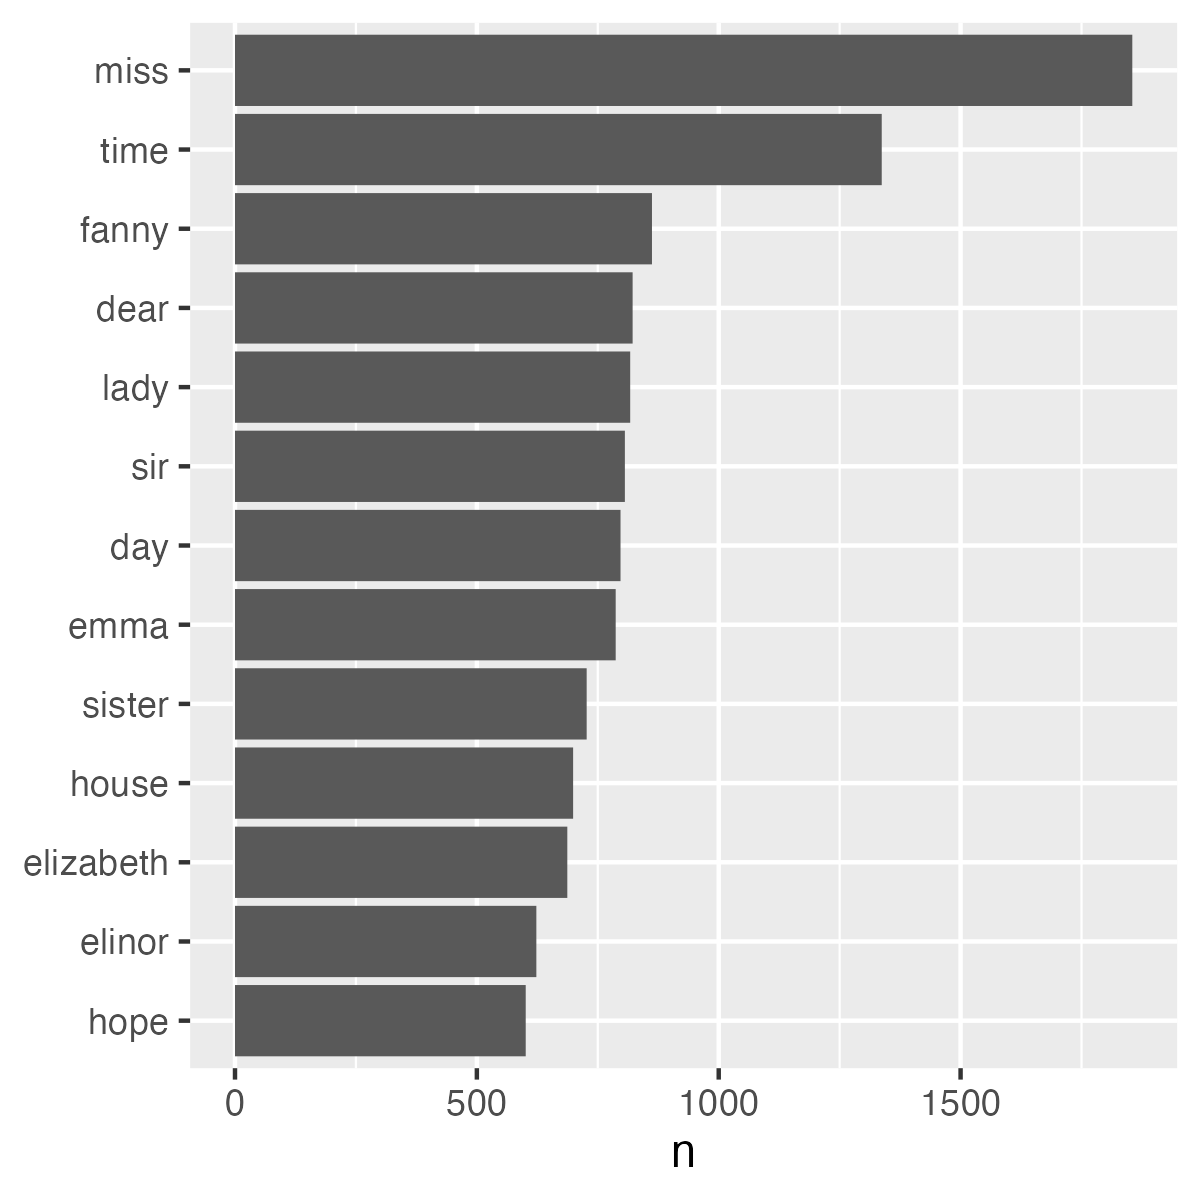 miss
time
fanny
dear
lady
sir
day
emma
sister
house
elizabeth
elinor
hope
0 500 1000 1500
n